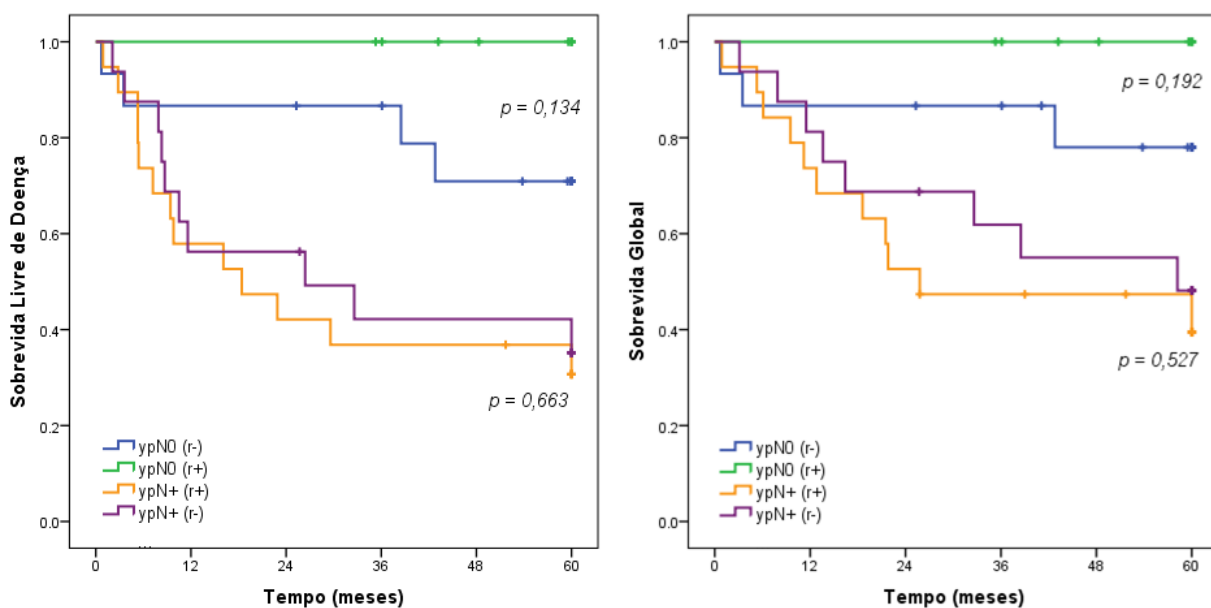 Sobrevida Livre de Doença
1.0
0.8
0.6
0.4
0.2
0.0
p = 0,134
p = 0,663
ypN0 (r-)
ypN0 (r+)
ypN+ (r+)
ypN+ (r-)
...
0 12 24 36 48 60
Tempo (meses)
Sobrevida Global
1.0
0.8
0.6
0.4
0.2
0.0
p = 0,192
p = 0,527
ypN0 (r-)
ypN0 (r+)
ypN+ (r+)
ypN+ (r-)
0 12 24 36 48 60
Tempo (meses)